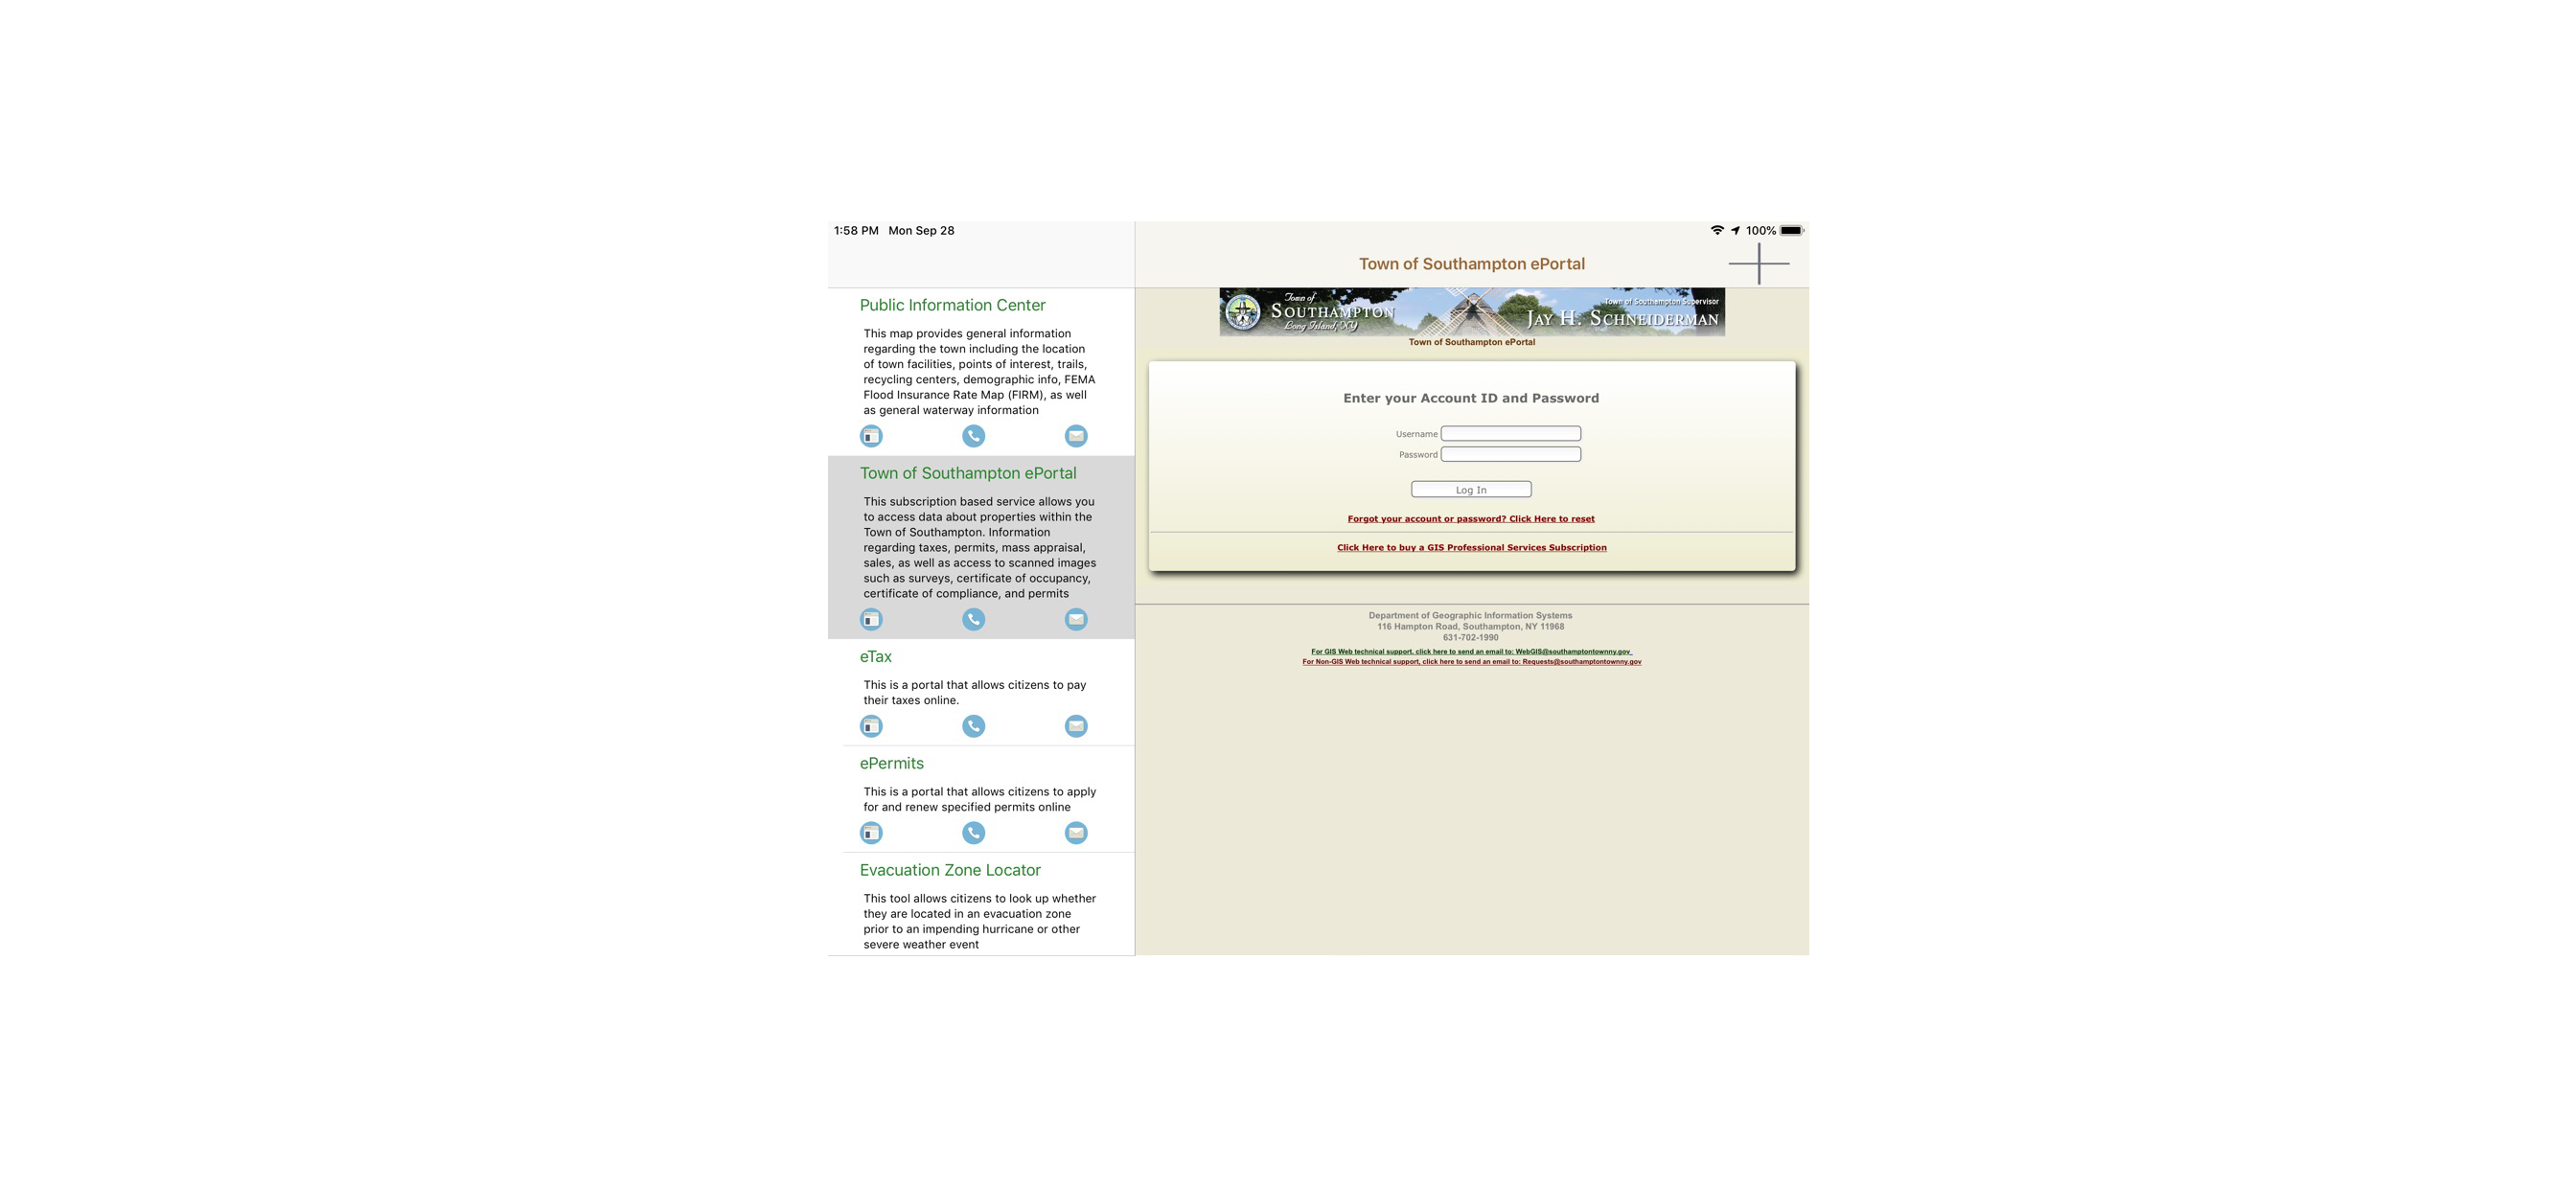 1:58 PM Mon Sep 28
100%
Public Information Center
This map provides general information
regarding the town including the location
of town facilities, points of interest, trails,
recycling centers, demographic info, FEMA
Flood Insurance Rate Map (FIRM), as well
as general waterway information
Town of Southampton ePortal
This subscription based service allows you
to access data about properties within the
Town of Southampton. Information
regarding taxes, permits, mass appraisal,
sales, as well as access to scanned images
such as surveys, certificate of occupancy,
certificate of compliance, and permits
eTax
This is a portal that allows citizens to pay
their taxes online.
ePermits
This is a portal that allows citizens to apply
for and renew specified permits online
Evacuation Zone Locator
This tool allows citizens to look up whether
they are located in an evacuation zone
prior to an impending hurricane or other
severe weather event
Town of Southampton ePortal
Town of
SOUTHAMPTON
Long Island, NY
Town of Southampton Supervisor
JAY H. SCHNEIDERMAN
Town of Southampton ePortal
Enter your Account ID and Password
Username
Password
Log In
Forgot your account or password? Click Here to reset
Click Here to buy a GIS Professional Services Subscription
Department of Geographic Information Systems
116 Hampton Road, Southampton, NY 11968
631-702-1990
For GIS Web technical support, click here to send an email to: WebGIS@southamptontownny.gov
For Non-GIS Web technical support, click here to send an email to: Requests@southamptontownny.gov